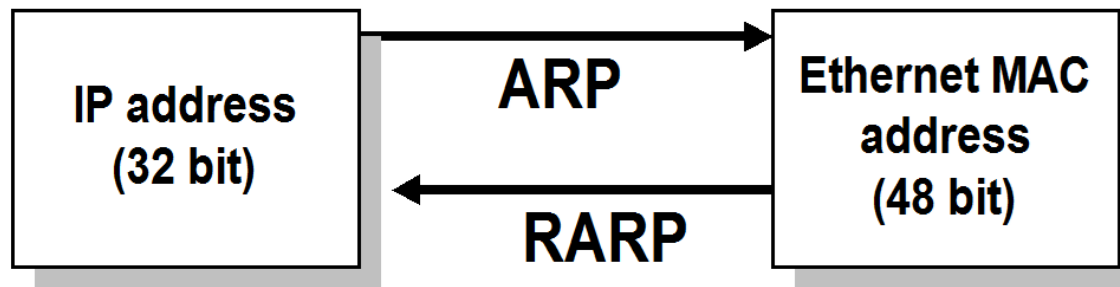 IP address
(32 bit)
ARP
RARP
Ethernet MAC
address
(48 bit)